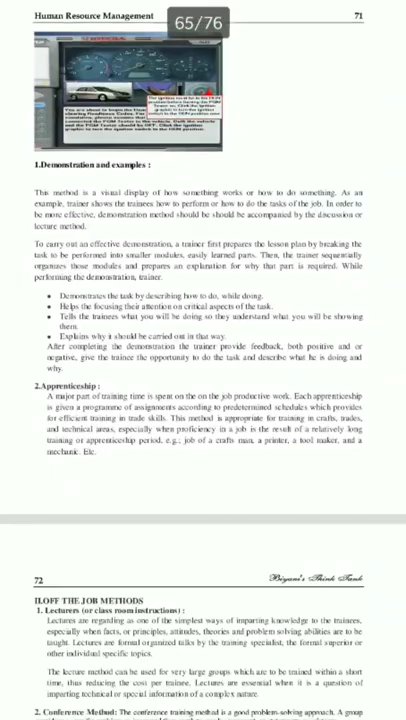 Human Resource Management
65/76
71
You are about to begin the
1.Demonstration and examples :
This method is a visual display of how something works or how to do something. As an
example, trainer shows the trainees how to perform or how to do the tasks of the job. In order to
be more effective, demonstration method should be should be accompanied by the discussion or
lecture method.
To carry out an effective demonstration, a trainer first prepares the lesson plan by breaking the
task to be performed into smaller modules, easily learned parts. Then, the trainer sequentially
organizes those modules and prepares an explanation for why that part is required. While
performing the demonstration, trainer.
• Demonstrates the task by describing how to do, while doing.
• Helps the focusing their attention on critical aspects of the task.
• Tells the trainees what you will be doing so they understand what you will be showing
them.
• Explains why it should be carried out in that way.
After completing the demonstration the trainer provide feedback, both positive and or
negative, give the trainee the opportunity to do the task and describe what he is doing and
why.
2.Apprenticeship :
A major part of training time is spent on the on the job productive work. Each apprenticeship
is given a programme of assignments according to predetermined schedules which provides
for efficient training in trade skills. This method is appropriate for training in crafts, trades,
and technical areas, especially when proficiency in a job is the result of a relatively long
training or apprenticeship period, e.g.; job of a crafts man, a printer, a tool maker, and a
mechanic. Etc.
72
Biyani's Think Tank
II.OFF THE JOB METHODS
1. Lecturers (or class room instructions) :
Lectures are regarding as one of the simplest ways of imparting knowledge to the trainees,
especially when facts, or principles, attitudes, theories and problem solving abilities are to be
taught. Lectures are formal organized talks by the training specialist, the formal superior or
other individual specific topics.
The lecture method can be used for very large groups which are to be trained within a short
time, thus reducing the cost per trainee. Lectures are essential when it is a question of
imparting technical or special information of a complex nature.
2. Conference Method: The conference training method is a good problem-solving approach. A group